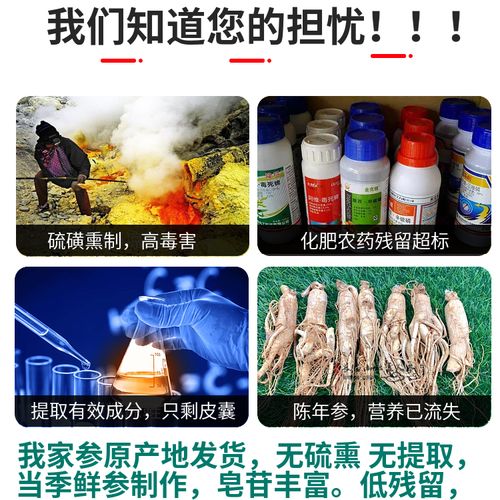 我们知道您的担忧！！！
硫磺熏制，高毒害
化肥农药残留超标
提取有效成分，只剩皮囊
陈年参，营养已流失
我家参原产地发货，无硫熏 无提取，
当季鲜参制作，皂苷丰富。低残留，